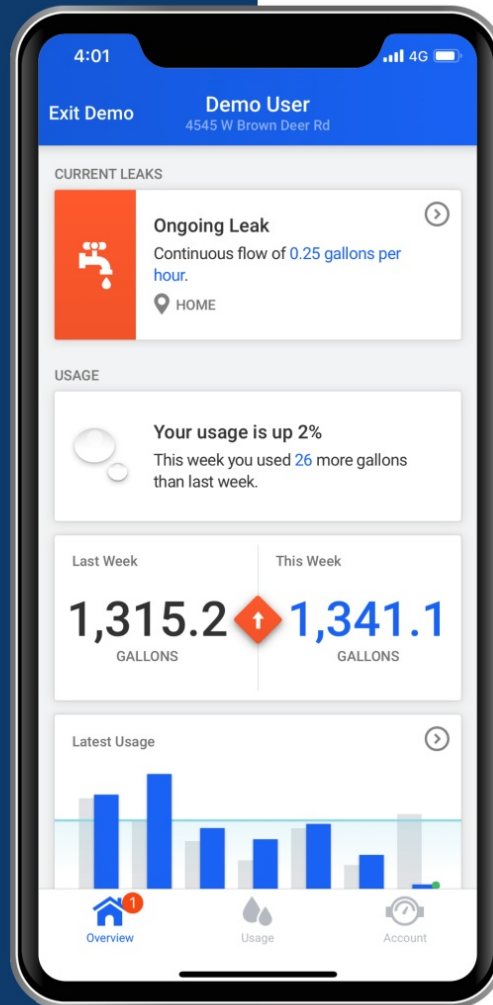 4:01
4G
Exit Demo
Demo User
4545 W Brown Deer Rd
CURRENT LEAKS
Ongoing Leak
Continuous flow of 0.25 gallons per
hour.
HOME
USAGE
Your usage is up 2%
This week you used 26 more gallons
than last week.
Last Week
This Week
1,315.2
1,341.1
GALLONS
GALLONS
Latest Usage
1
Overview
Usage
Account